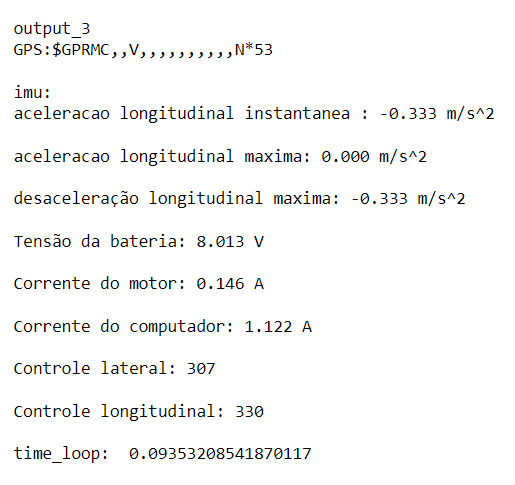 output_3
GPS:$GPRMC,,V,,,,,,,,,,N*53
imu:
aceleracao longitudinal instantanea : -0.333 m/s^2
aceleracao longitudinal maxima: 0.000 m/s^2
desaceleração longitudinal maxima: -0.333 m/s^2
Tensão da bateria: 8.013 V
Corrente do motor: 0.146 A
Corrente do computador: 1.122 A
Controle lateral: 307
Controle longitudinal: 330
time_loop:  0.09353208541870117